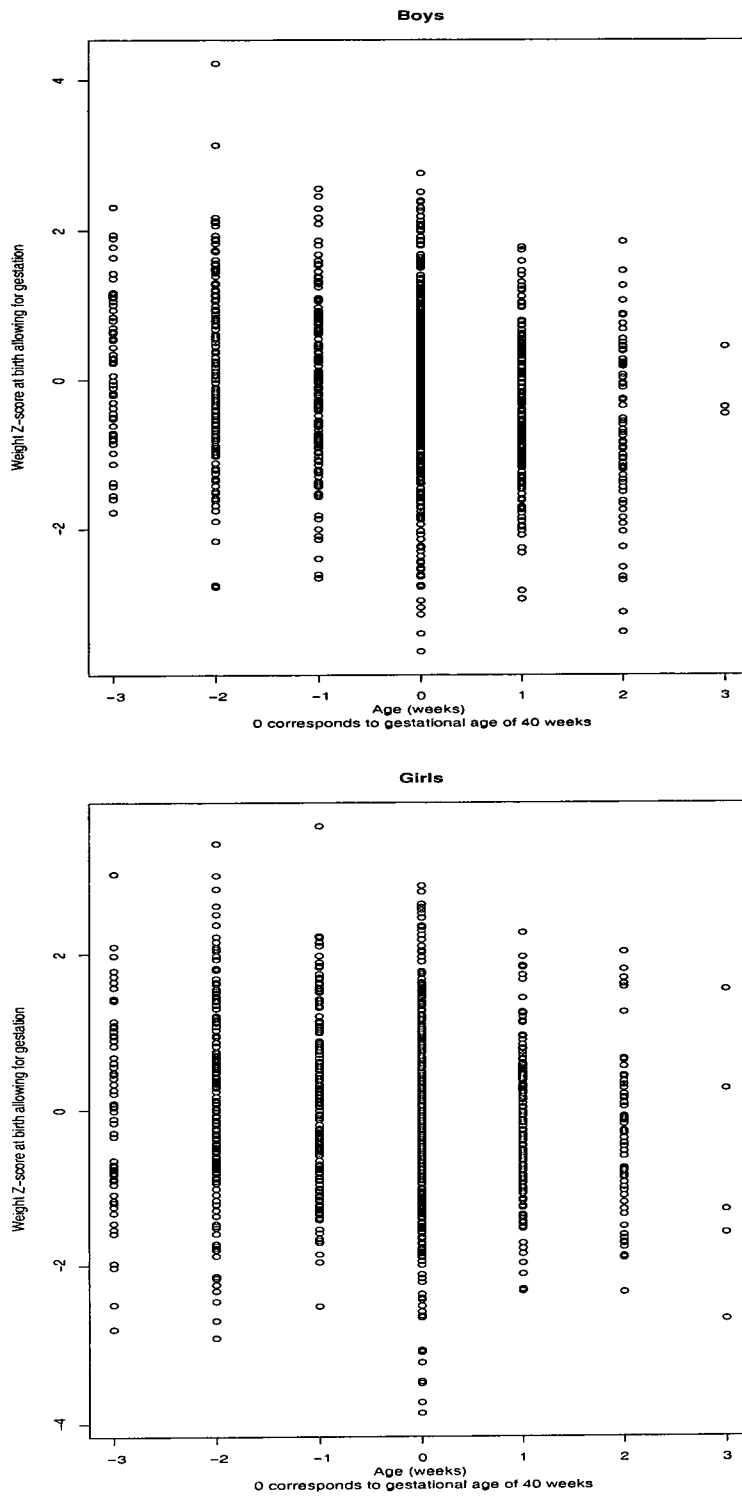 Boys
Weight Z-score at birth allowing for gestation
4
2
0
-2
-3 -2 -1 0 1 2 3
Age (weeks)
0 corresponds to gestational age of 40 weeks
Girls
Weight Z-score at birth allowing for gestation
2
0
-2
-4
-3 -2 -1 0 1 2 3
Age (weeks)
0 corresponds to gestational age of 40 weeks